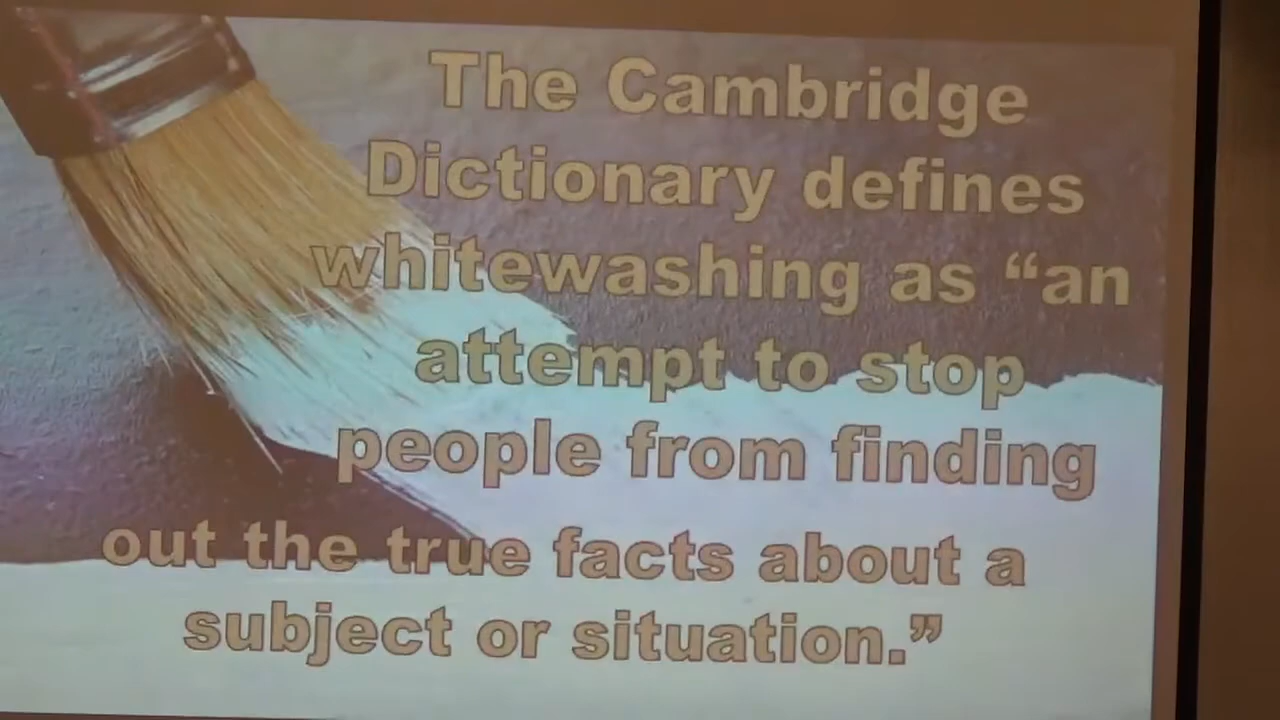 The Cambridge
Dictionary defines
whitewashing as “an
attempt to stop
people from finding
out the true facts about a
subject or situation.”